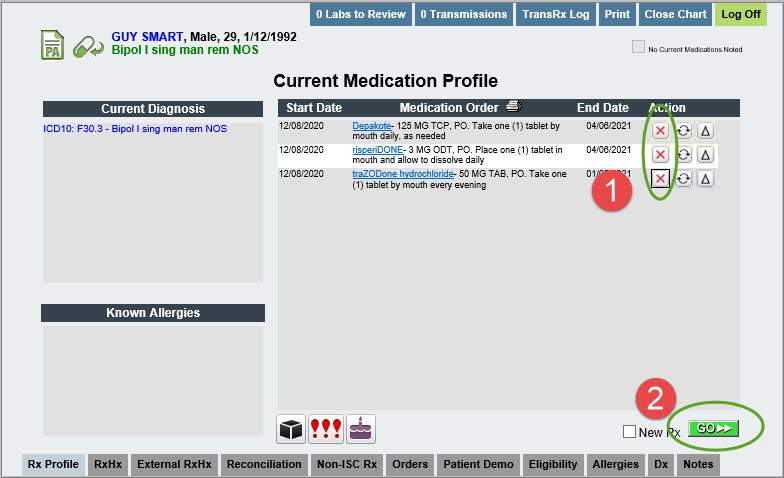 0 Labs to Review 0 Transmissions TransRx Log Print Close Chart Log Off
PA
GUY SMART, Male, 29, 1/12/1992
Bipol I sing man rem NOS
No Current Medications Noted
Current Medication Profile
Current Diagnosis
ICD10: F30.3 - Bipol I sing man rem NOS
Start Date Medication Order End Date Action
12/08/2020 Depakote- 125 MG TCP, PO. Take one (1) tablet by 04/06/2021
mouth daily, as needed
12/08/2020 risperiDONE- 3 MG ODT, PO. Place one (1) tablet in 04/06/2021
mouth and allow to dissolve daily
12/08/2020 traZODone hydrochloride- 50 MG TAB, PO. Take one
(1) tablet by mouth every evening
1
Known Allergies
2
New Rx GO
Rx Profile RxHx External RxHx Reconciliation Non-ISC Rx Orders Patient Demo Eligibility Allergies Dx Notes